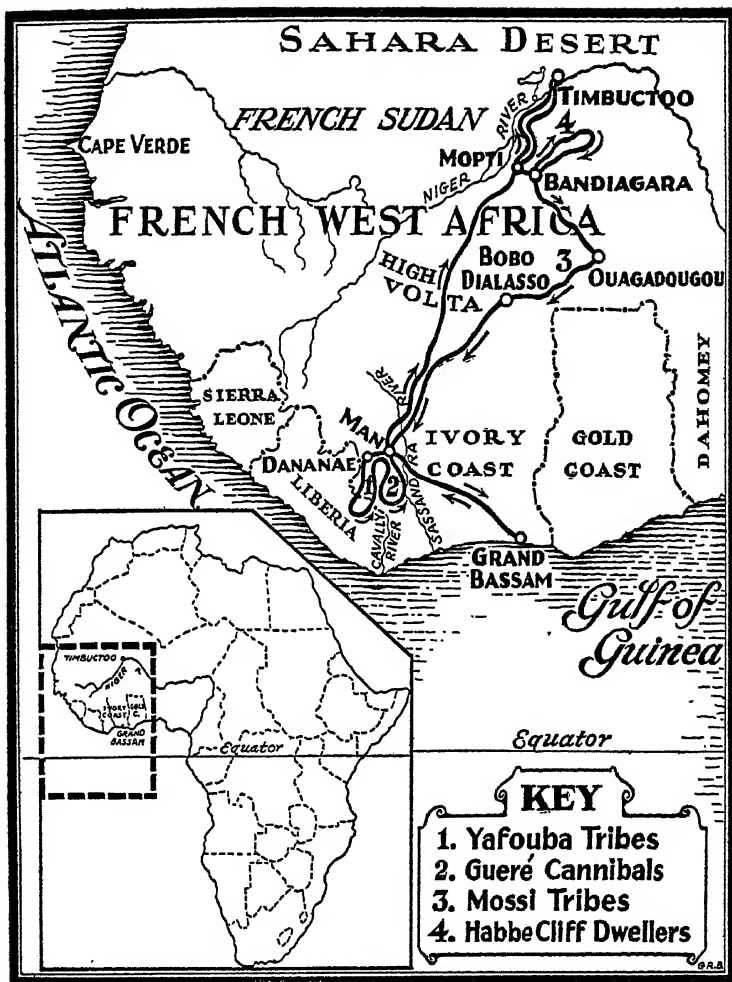 SAHARA DESERT
TIMBUCTOO
RIVER
4
FRENCH SUDAN
CAPE VERDE
MOPTI
NIGER
BANDIAGARA
FRENCH WEST AFRICA
BOBO
DIALASSO
3
OUAGADOUGOU
HIGH
VOLTA
ATLANTIC OCEAN
SIERRA
LEONE
RIVER
MAN
IVORY
COAST
GOLD
COAST
DAHOMEY
DANANAE
LIBERIA
1
2
CAVALLY
RIVER
SASSANDRA
GRAND
BASSAM
Gulf of
Guinea
TIMBUCTOO
NIGER
IVORY
COAST
GOLD
C.
GRAND
BASSAM
Equator
Equator
KEY
1. Yafouba Tribes
2. Gueré Cannibals
3. Mossi Tribes
4. Habbe Cliff Dwellers
G.R.B.